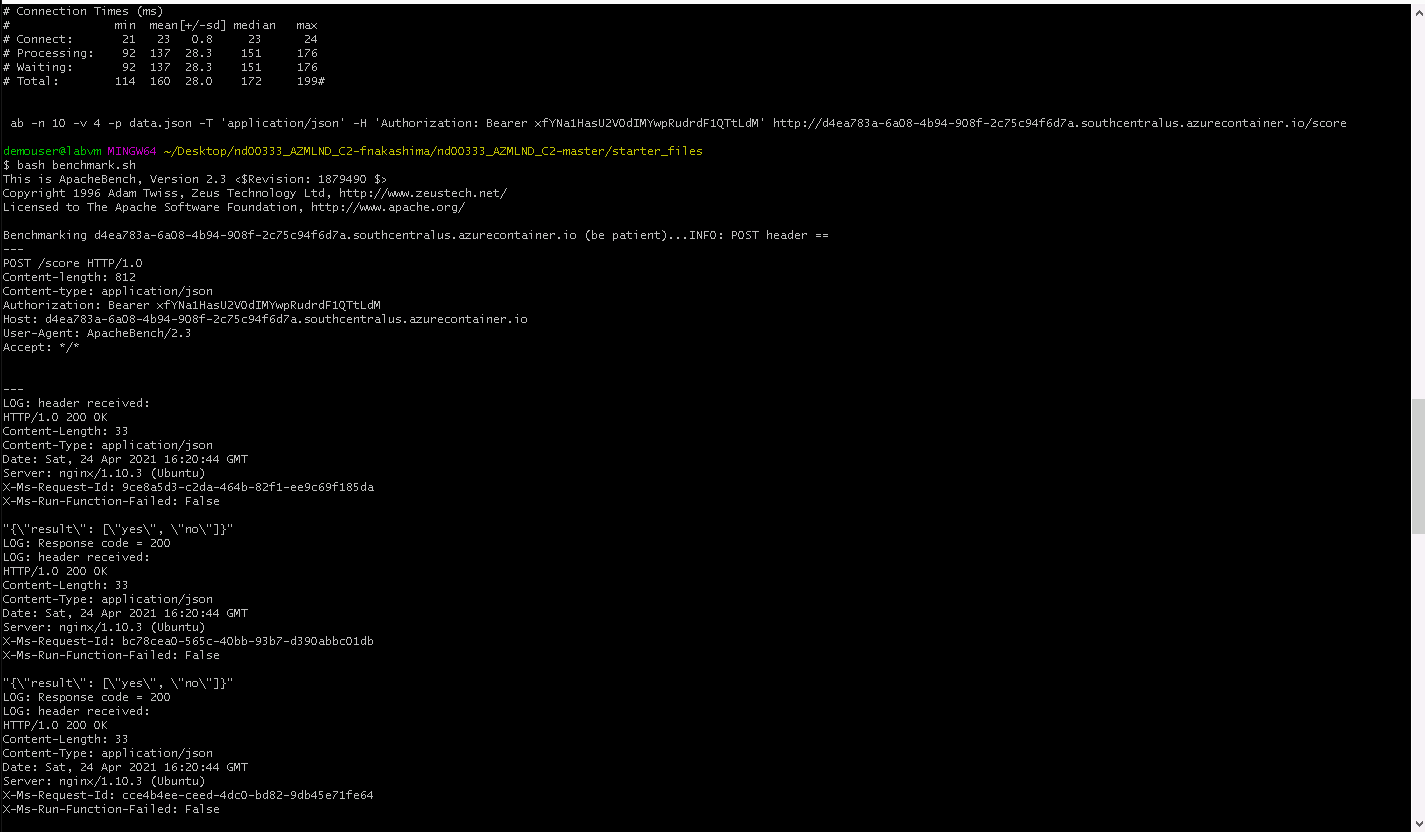 # Connection Times (ms)
#              min  mean[+/-sd] median   max
# Connect:       21   23   0.8     23      24
# Processing:    92  137  28.3    151     176
# Waiting:       92  137  28.3    151     176
# Total:        114  160  28.0    172     199#
ab -n 10 -v 4 -p data.json -T 'application/json' -H 'Authorization: Bearer xfYNa1HasU2VOdIMYwpRudrdF1QTtLdM' http://d4ea783a-6a08-4b94-908f-2c75c94f6d7a.southcentralus.azurecontainer.io/score
demouser@labvm MINGW64 ~/Desktop/nd00333_AZMLND_C2-fnakashima/nd00333_AZMLND_C2-master/starter_files
$ bash benchmark.sh
This is ApacheBench, Version 2.3 <$Revision: 1879490 $>
Copyright 1996 Adam Twiss, Zeus Technology Ltd, http://www.zeustech.net/
Licensed to The Apache Software Foundation, http://www.apache.org/
Benchmarking d4ea783a-6a08-4b94-908f-2c75c94f6d7a.southcentralus.azurecontainer.io (be patient)...INFO: POST header ==
---
POST /score HTTP/1.0
Content-length: 812
Content-type: application/json
Authorization: Bearer xfYNa1HasU2VOdIMYwpRudrdF1QTtLdM
Host: d4ea783a-6a08-4b94-908f-2c75c94f6d7a.southcentralus.azurecontainer.io
User-Agent: ApacheBench/2.3
Accept: */*
---
LOG: header received:
HTTP/1.0 200 OK
Content-Length: 33
Content-Type: application/json
Date: Sat, 24 Apr 2021 16:20:44 GMT
Server: nginx/1.10.3 (Ubuntu)
X-Ms-Request-Id: 9ce8a5d3-c2da-464b-82f1-ee9c69f185da
X-Ms-Run-Function-Failed: False
"{\"result\": [\"yes\", \"no\"]}"
LOG: Response code = 200
LOG: header received:
HTTP/1.0 200 OK
Content-Length: 33
Content-Type: application/json
Date: Sat, 24 Apr 2021 16:20:44 GMT
Server: nginx/1.10.3 (Ubuntu)
X-Ms-Request-Id: bc78cea0-565c-40bb-93b7-d390abbc01db
X-Ms-Run-Function-Failed: False
"{\"result\": [\"yes\", \"no\"]}"
LOG: Response code = 200
LOG: header received:
HTTP/1.0 200 OK
Content-Length: 33
Content-Type: application/json
Date: Sat, 24 Apr 2021 16:20:44 GMT
Server: nginx/1.10.3 (Ubuntu)
X-Ms-Request-Id: cce4b4ee-ceed-4dc0-bd82-9db45e71fe64
X-Ms-Run-Function-Failed: False